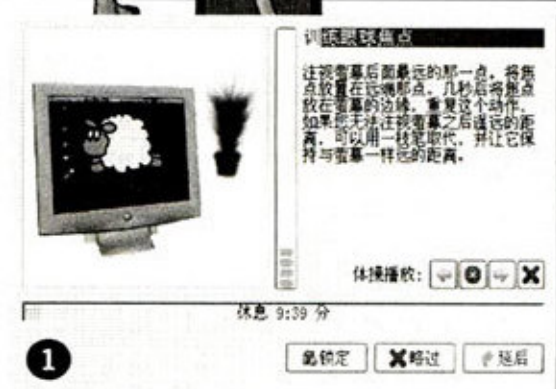 训练眼球焦点
注视萤幕后面最远的那一点。将焦
点放置在远端那点。几秒后将焦点
放在萤幕的边缘。重复这个动作。
如果您无法注视萤幕之后遥远的距
离，可以用一枝笔取代，并让它保
持与萤幕一样远的距离。
体操播放：
休息 9:39 分
1
锁定
略过
延后